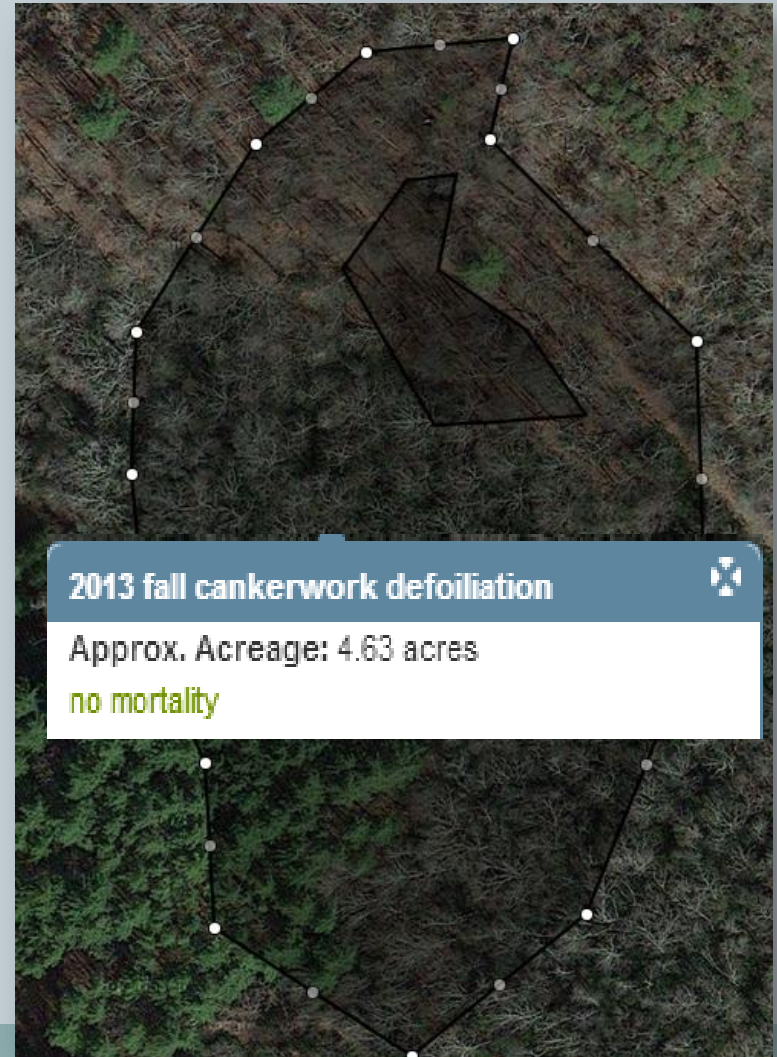 2013 fall cankerwork defoiliation
Approx. Acreage: 4.63 acres
no mortality